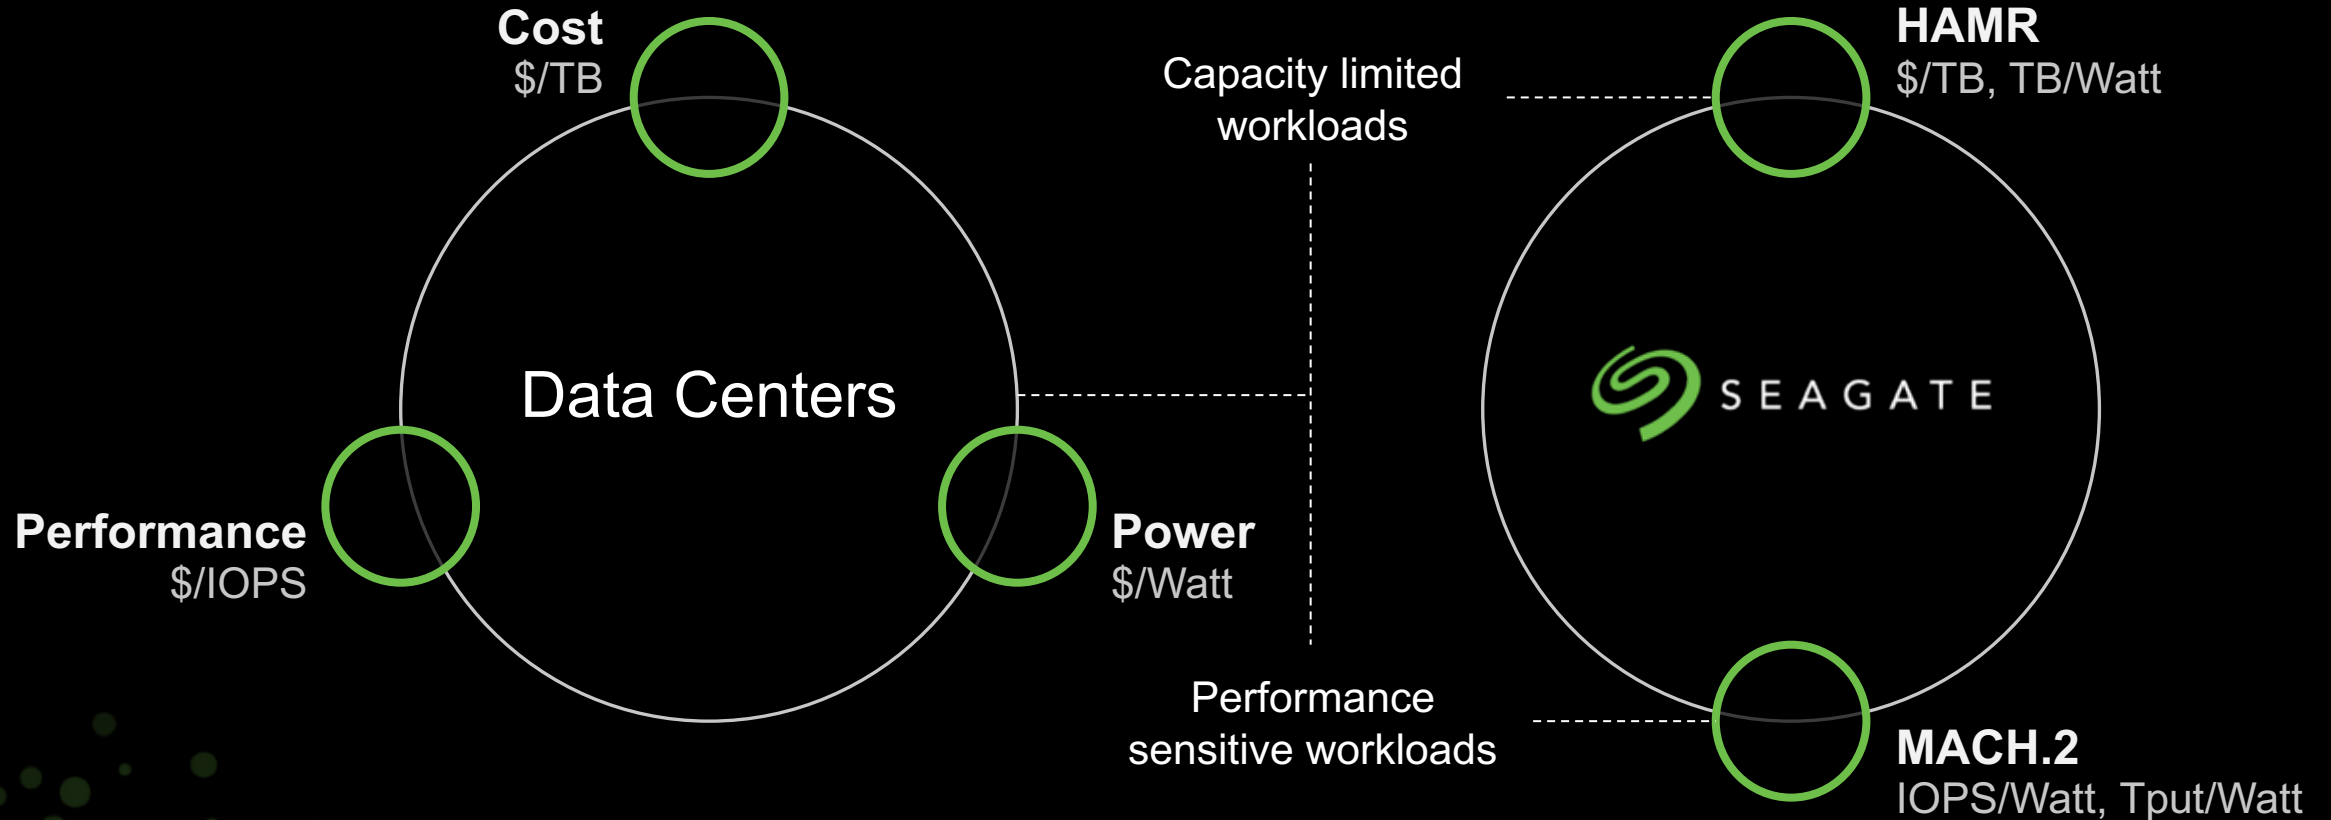 Cost
$/TB
Data Centers
Performance
$/IOPS
Power
$/Watt
Capacity limited
workloads
Performance
sensitive workloads
HAMR
$/TB, TB/Watt
SEAGATE
MACH.2
IOPS/Watt, Tput/Watt